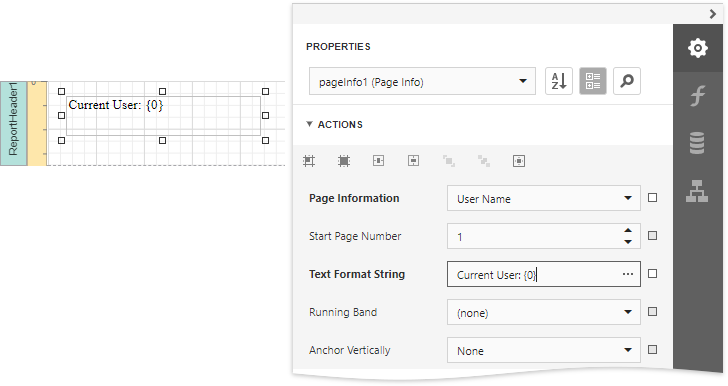 ReportHeader1
Current User: {0}
PROPERTIES
pageInfo1 (Page Info)
A
Z
ACTIONS
Page Information
User Name
Start Page Number
1
Text Format String
Current User: {0}
...
Running Band
(none)
Anchor Vertically
None